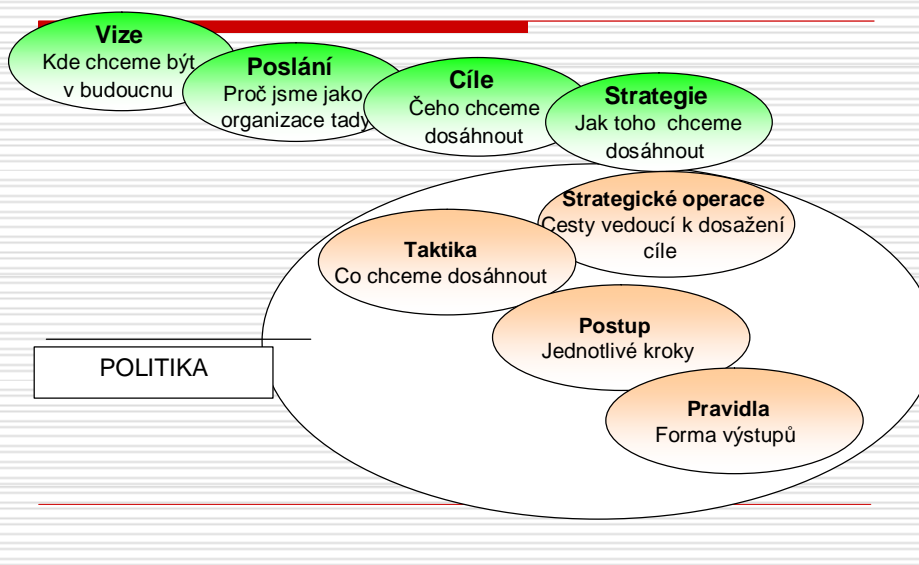 Vize
Kde chceme být
v budoucnu
Poslání
Proč jsme jako
organizace tady
Cíle
Čeho chceme
dosáhnout
Strategie
Jak toho chceme
dosáhnout
Strategické operace
Cesty vedoucí k dosažení
cíle
Taktika
Co chceme dosáhnout
Postup
Jednotlivé kroky
POLITIKA
Pravidla
Forma výstupů